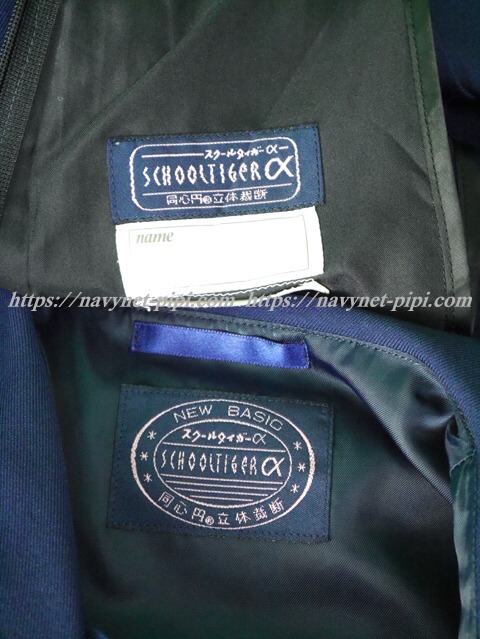 スクールタイガーα
SCHOOLTIGER α
同心円の立体裁断
name
https://navynet-pipi.com https://navynet-pipi.com
NEW BASIC
スクールタイガーα
SCHOOLTIGER α
同心円の立体裁断